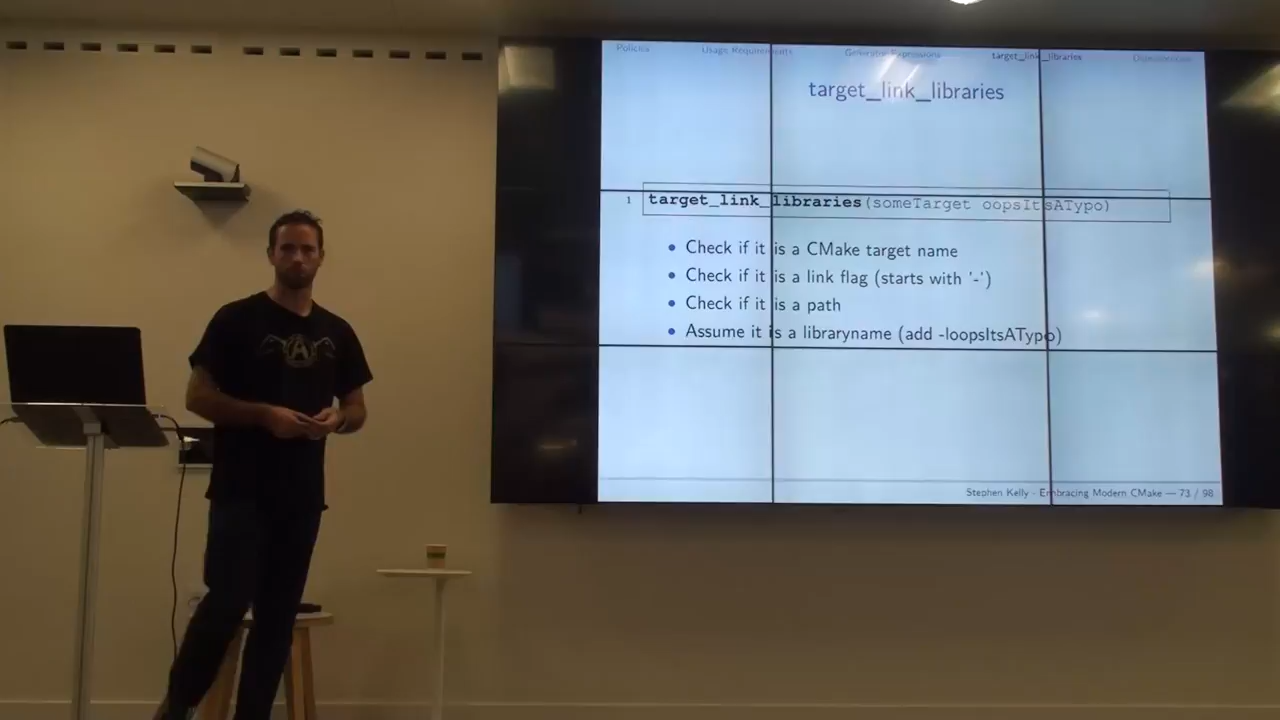 Policies Usage Requirements Generator Expressions target_link_libraries
target_link_libraries
1 target_link_libraries(someTarget oopsItsATypo)
• Check if it is a CMake target name
• Check if it is a link flag (starts with '-')
• Check if it is a path
• Assume it is a libraryname (add -loopsItsATypo)
Stephen Kelly - Embracing Modern CMake — 73 / 98
A